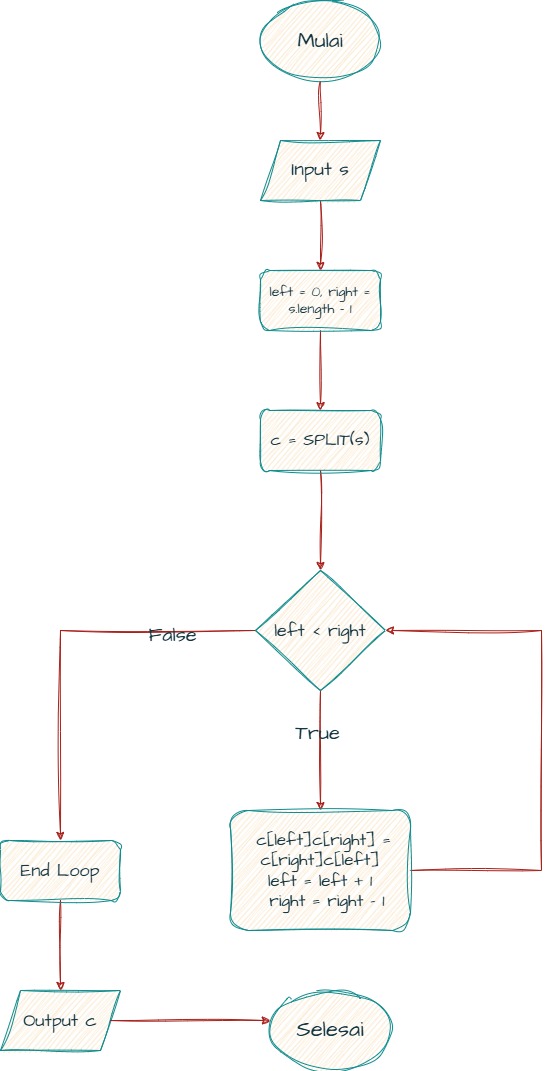 Mulai
Input s
left = 0, right =
s.length - 1
c = SPLIT(s)
left < right
False
True
c[left]c[right] =
c[right]c[left]
left = left + 1
right = right - 1
End Loop
Output c
Selesai